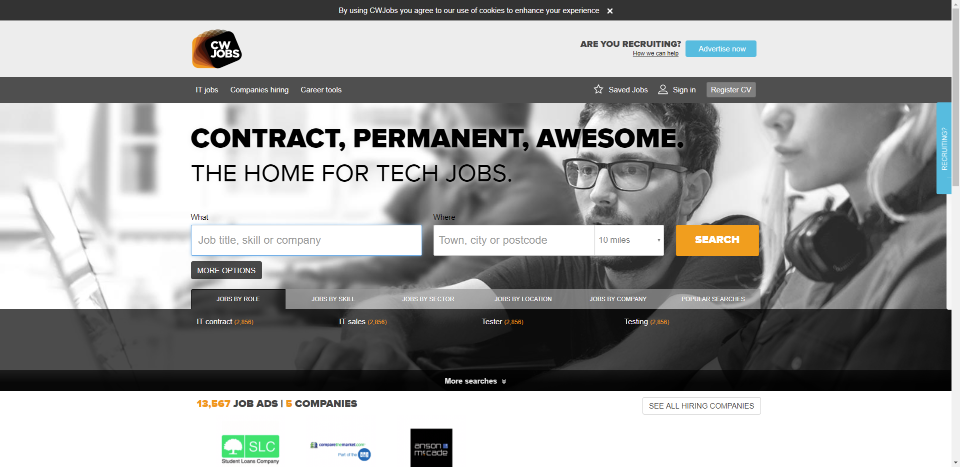 By using CWJobs you agree to our use of cookies to enhance your experience ×
CW
JOBS
ARE YOU RECRUITING?
How we can help
Advertise now
IT jobs Companies hiring Career tools
Saved Jobs Sign in Register CV
RECRUITING?
CONTRACT, PERMANENT, AWESOME.
THE HOME FOR TECH JOBS.
What Where
Job title, skill or company Town, city or postcode 10 miles SEARCH
MORE OPTIONS
JOBS BY ROLE JOBS BY SKILL JOBS BY SECTOR JOBS BY LOCATION JOBS BY COMPANY POPULAR SEARCHES
IT contract (2,856) IT sales (2,856) Tester (2,856) Testing (2,856)
More searches
13,567 JOB ADS | 5 COMPANIES
SEE ALL HIRING COMPANIES
SLC
Student Loans Company
comparethemarket.com
Part of the BGL
anson
mccade